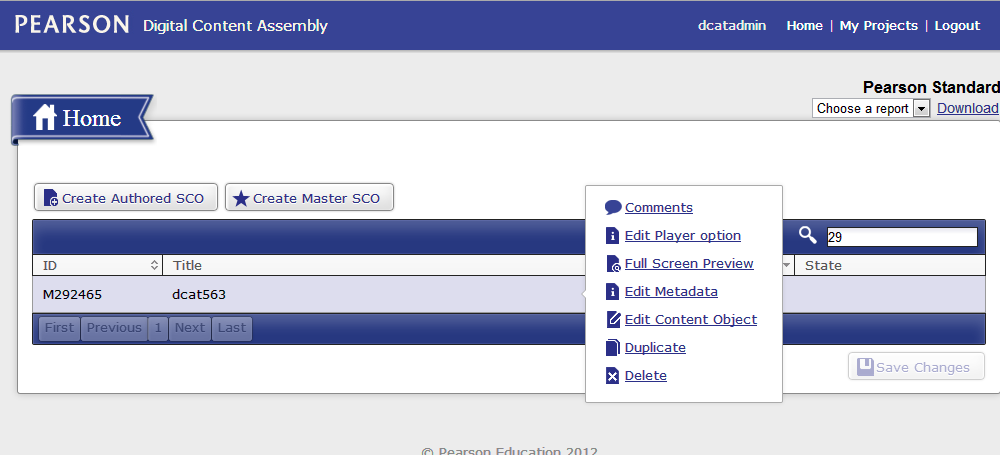 PEARSON Digital Content Assembly dcatadmin Home | My Projects | Logout
Pearson Standard
Choose a report Download
Home
Create Authored SCO Create Master SCO
29
ID Title State
M292465 dcat563
Comments
Edit Player option
Full Screen Preview
Edit Metadata
Edit Content Object
Duplicate
Delete
First Previous 1 Next Last
Save Changes
© Pearson Education 2012